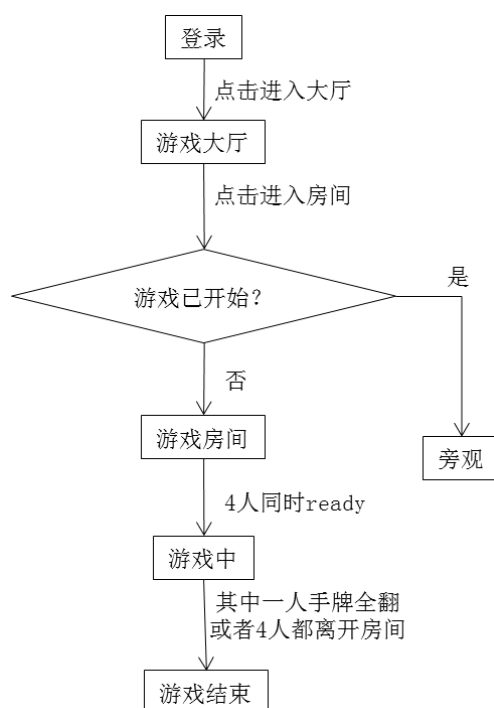 登录
点击进入大厅
游戏大厅
点击进入房间
游戏已开始？
是
否
游戏房间
旁观
4人同时ready
游戏中
其中一人手牌全翻
或者4人都离开房间
游戏结束